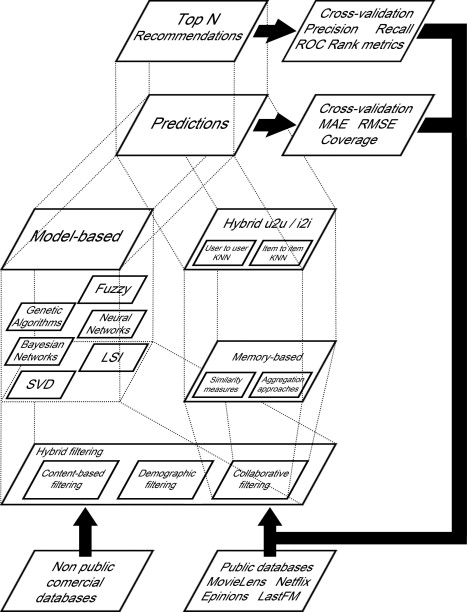 Top N
Recommendations
Cross-validation
Precision Recall
ROC Rank metrics
Predictions
Cross-validation
MAE RMSE
Coverage
Model-based
Hybrid u2u / i2i
User to user
KNN
Item to item
KNN
Fuzzy
Genetic
Algorithms
Neural
Networks
Bayesian
Networks
LSI
SVD
Memory-based
Similarity
measures
Aggregation
approaches
Hybrid filtering
Content-based
filtering
Demographic
filtering
Collaborative
filtering
Non public
comercial
databases
Public databases
MovieLens Netflix
Epinions LastFM